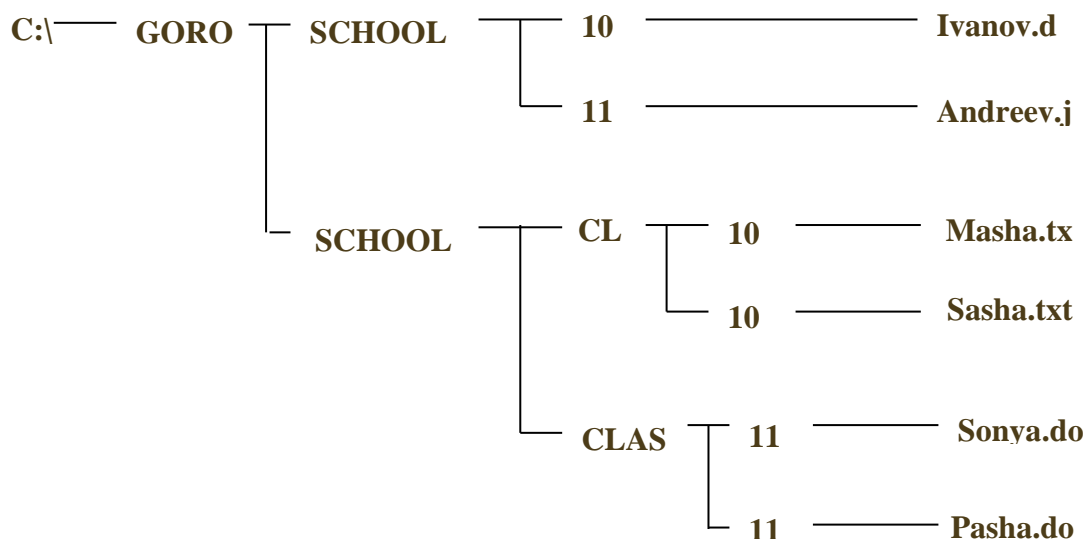 C:\ GORO SCHOOL 10 Ivanov.d
11 Andreev.j
SCHOOL CL 10 Masha.tx
10 Sasha.txt
CLAS 11 Sonya.do
11 Pasha.do